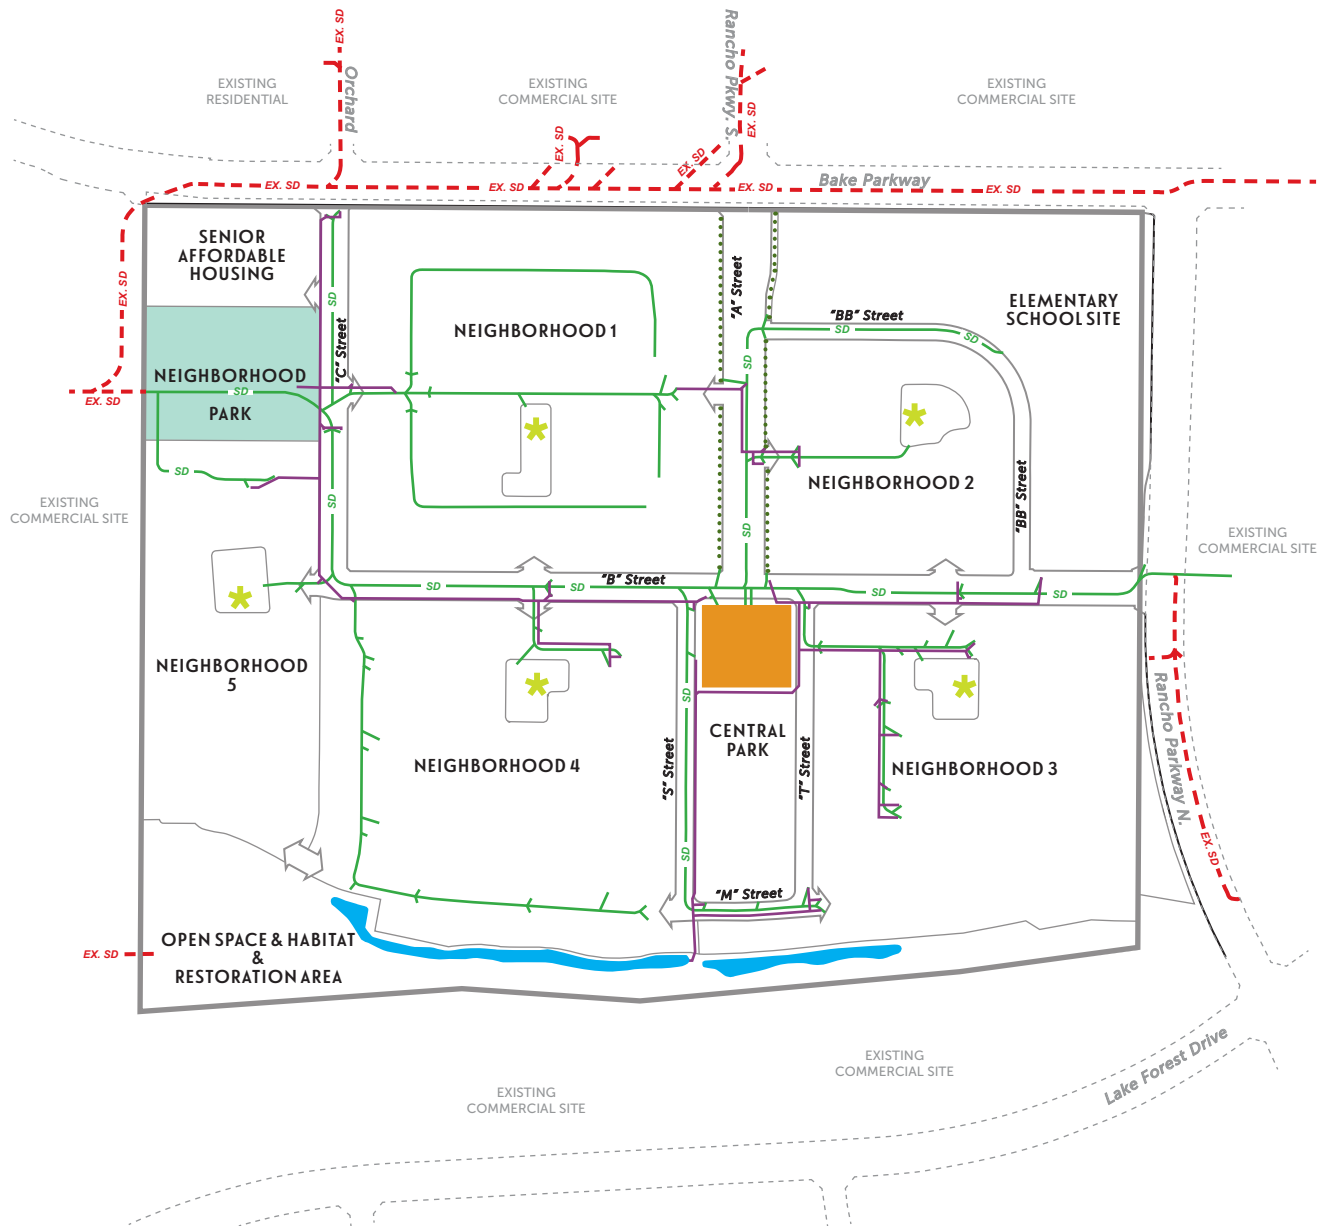 EX. SD
Orchard
Rancho Pkwy. S.
EXISTING
RESIDENTIAL
EXISTING
COMMERCIAL SITE
EXISTING
COMMERCIAL SITE
EX. SD
EX. SD
EX. SD
EX. SD
EX. SD
EX. SD
Bake Parkway
EX. SD
SENIOR
AFFORDABLE
HOUSING
EX. SD
SD
"C" Street
NEIGHBORHOOD 1
"A" Street
"BB" Street
SD
SD
SD
ELEMENTARY
SCHOOL SITE
NEIGHBORHOOD
SD
PARK
EX. SD
SD
SD
EXISTING
COMMERCIAL SITE
NEIGHBORHOOD 2
"BB" Street
SD
EXISTING
COMMERCIAL SITE
SD
SD
"B" Street
SD
SD
NEIGHBORHOOD
5
SD
CENTRAL
PARK
"S" Street
"T" Street
NEIGHBORHOOD 4
NEIGHBORHOOD 3
Rancho Parkway N.
EX. SD
SD
"M" Street
EX. SD
OPEN SPACE & HABITAT
&
RESTORATION AREA
EXISTING
COMMERCIAL SITE
Lake Forest Drive
EXISTING
COMMERCIAL SITE